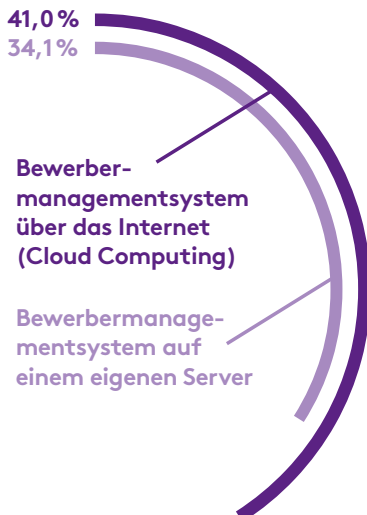 41,0 %
34,1 %
Bewerber-
managementsystem
über das Internet
(Cloud Computing)
Bewerbermanage-
mentsystem auf
einem eigenen Server